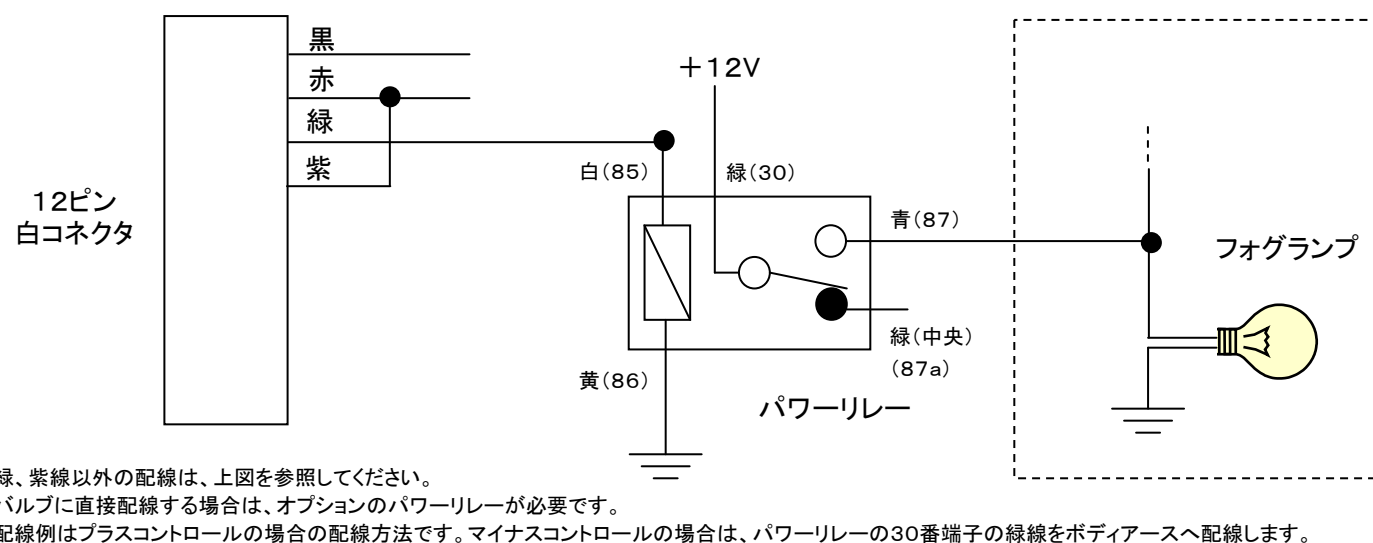 黒
赤
緑
紫
12ピン
白コネクタ
+12V
白(85)
緑(30)
青(87)
緑(中央)
(87a)
黄(86)
パワーリレー
フォグランプ
緑、紫線以外の配線は、上図を参照してください。
バルブに直接配線する場合は、オプションのパワーリレーが必要です。
配線例はプラスコントロールの場合の配線方法です。マイナスコントロールの場合は、パワーリレーの30番端子の緑線をボディアースへ配線します。